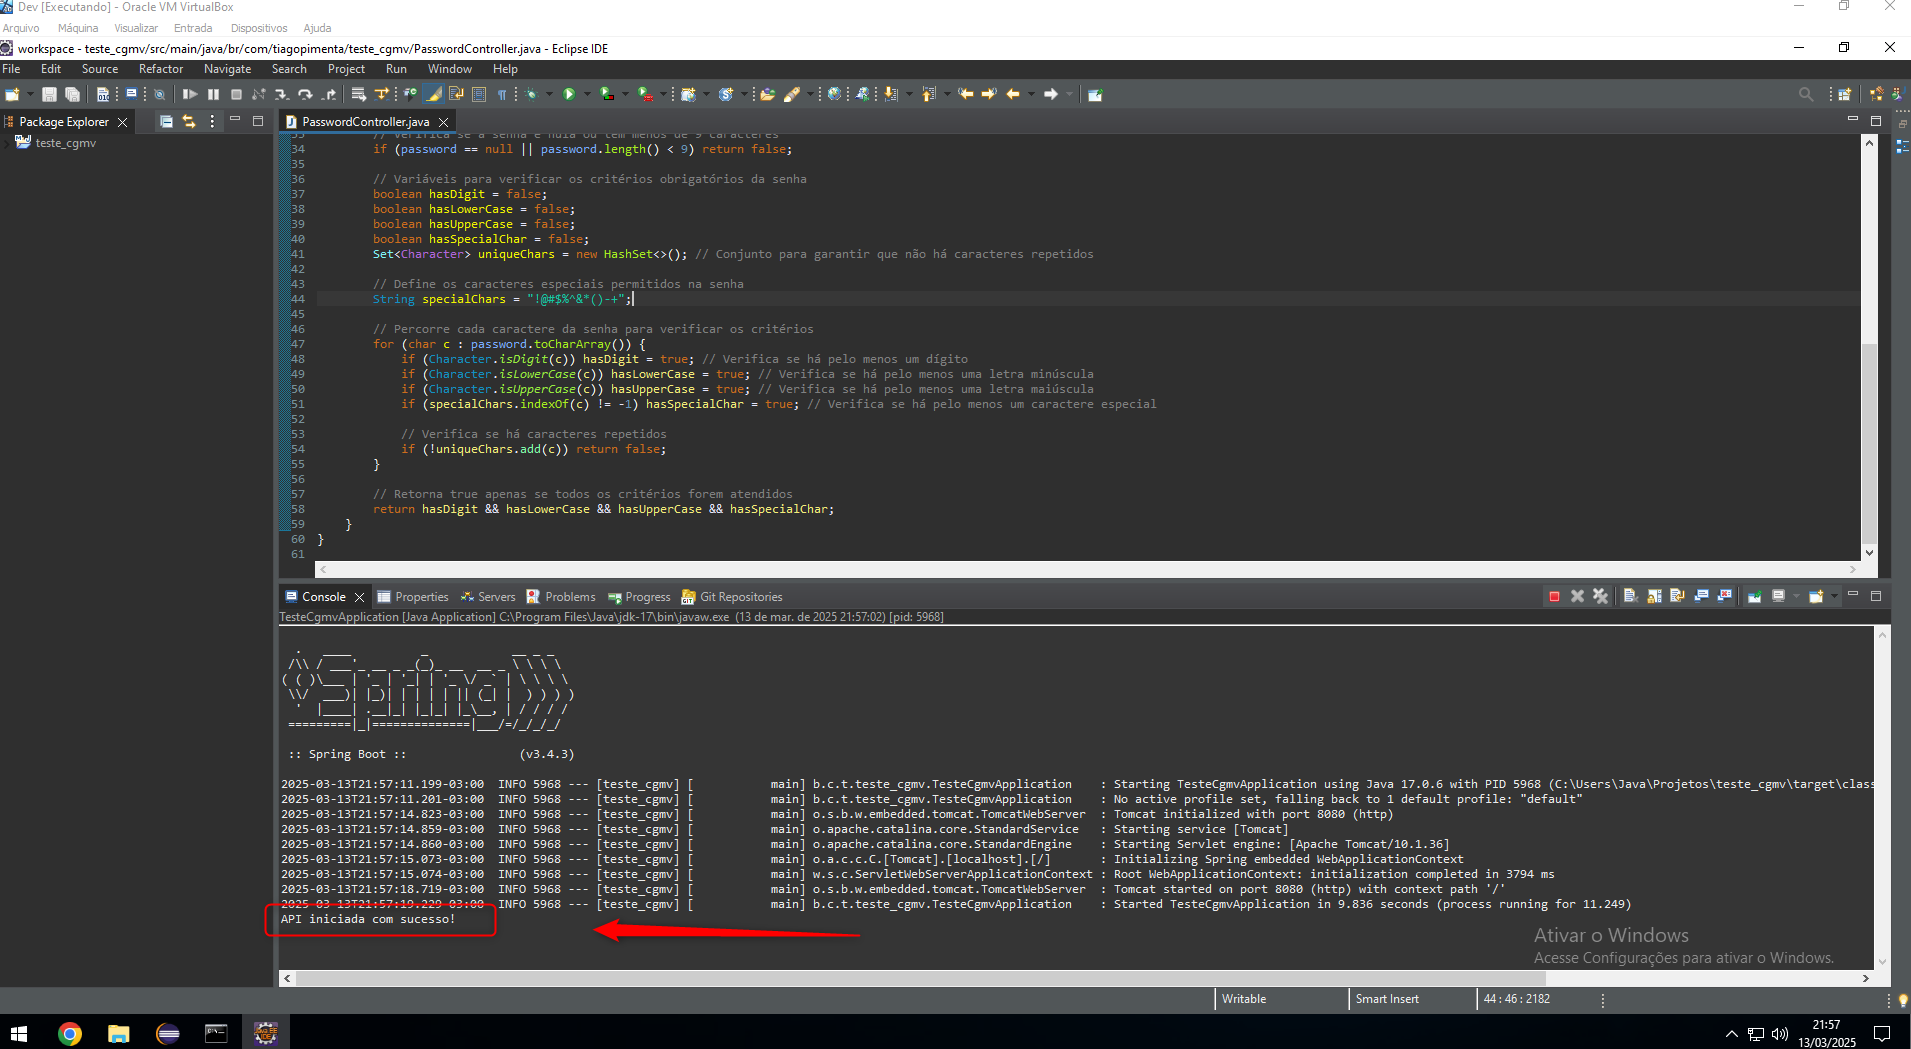 Dev [Executando] - Oracle VM VirtualBox
Arquivo Máquina Visualizar Entrada Dispositivos Ajuda
workspace - teste_cgmv/src/main/java/br/com/tiagopimenta/teste_cgmv/PasswordController.java - Eclipse IDE
File Edit Source Refactor Navigate Search Project Run Window Help
Package Explorer
teste_cgmv
PasswordController.java
33 // Verifica se a senha é nula ou tem menos de 9 caracteres
34 if (password == null || password.length() < 9) return false;
35
36 // Variáveis para verificar os critérios obrigatórios da senha
37 boolean hasDigit = false;
38 boolean hasLowerCase = false;
39 boolean hasUpperCase = false;
40 boolean hasSpecialChar = false;
41 Set<Character> uniqueChars = new HashSet<>(); // Conjunto para garantir que não há caracteres repetidos
42
43 // Define os caracteres especiais permitidos na senha
44 String specialChars = "!@#$%^&*()-+";
45
46 // Percorre cada caractere da senha para verificar os critérios
47 for (char c : password.toCharArray()) {
48 if (Character.isDigit(c)) hasDigit = true; // Verifica se há pelo menos um dígito
49 if (Character.isLowerCase(c)) hasLowerCase = true; // Verifica se há pelo menos uma letra minúscula
50 if (Character.isUpperCase(c)) hasUpperCase = true; // Verifica se há pelo menos uma letra maiúscula
51 if (specialChars.indexOf(c) != -1) hasSpecialChar = true; // Verifica se há pelo menos um caractere especial
52
53 // Verifica se há caracteres repetidos
54 if (!uniqueChars.add(c)) return false;
55 }
56
57 // Retorna true apenas se todos os critérios forem atendidos
58 return hasDigit && hasLowerCase && hasUpperCase && hasSpecialChar;
59 }
60 }
61
Console Properties Servers Problems Progress Git Repositories
TesteCgmvApplication [Java Application] C:\Program Files\Java\jdk-17\bin\javaw.exe (13 de mar. de 2025 21:57:02) [pid: 5968]
Spring
:: Spring Boot :: (v3.4.3)
2025-03-13T21:57:11.199-03:00 INFO 5968 --- [teste_cgmv] [ main] b.c.t.teste_cgmv.TesteCgmvApplication : Starting TesteCgmvApplication using Java 17.0.6 with PID 5968 (C:\Users\Java\Projetos\teste_cgmv\target\class
2025-03-13T21:57:11.201-03:00 INFO 5968 --- [teste_cgmv] [ main] b.c.t.teste_cgmv.TesteCgmvApplication : No active profile set, falling back to 1 default profile: "default"
2025-03-13T21:57:14.823-03:00 INFO 5968 --- [teste_cgmv] [ main] o.s.b.w.embedded.tomcat.TomcatWebServer : Tomcat initialized with port 8080 (http)
2025-03-13T21:57:14.859-03:00 INFO 5968 --- [teste_cgmv] [ main] o.apache.catalina.core.StandardService : Starting service [Tomcat]
2025-03-13T21:57:14.860-03:00 INFO 5968 --- [teste_cgmv] [ main] o.apache.catalina.core.StandardEngine : Starting Servlet engine: [Apache Tomcat/10.1.36]
2025-03-13T21:57:15.073-03:00 INFO 5968 --- [teste_cgmv] [ main] o.a.c.c.C.[Tomcat].[localhost].[/] : Initializing Spring embedded WebApplicationContext
2025-03-13T21:57:15.074-03:00 INFO 5968 --- [teste_cgmv] [ main] w.s.c.ServletWebServerApplicationContext : Root WebApplicationContext: initialization completed in 3794 ms
2025-03-13T21:57:18.719-03:00 INFO 5968 --- [teste_cgmv] [ main] o.s.b.w.embedded.tomcat.TomcatWebServer : Tomcat started on port 8080 (http) with context path '/'
2025-03-13T21:57:19.229-03:00 INFO 5968 --- [teste_cgmv] [ main] b.c.t.teste_cgmv.TesteCgmvApplication : Started TesteCgmvApplication in 9.836 seconds (process running for 11.249)
API iniciada com sucesso!
Ativar o Windows
Acesse Configurações para ativar o Windows.
Writable Smart Insert 44 : 46 : 2182
21:57
13/03/2025